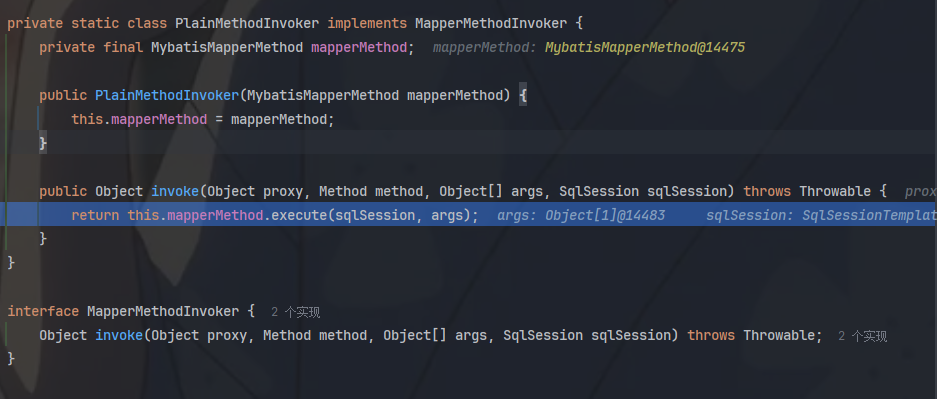 private static class PlainMethodInvoker implements MapperMethodInvoker {
private final MybatisMapperMethod mapperMethod; mapperMethod: MybatisMapperMethod@14475
public PlainMethodInvoker(MybatisMapperMethod mapperMethod) {
this.mapperMethod = mapperMethod;
}
public Object invoke(Object proxy, Method method, Object[] args, SqlSession sqlSession) throws Throwable { prox
return this.mapperMethod.execute(sqlSession, args); args: Object[1]@14483 sqlSession: SqlSessionTemplat
}
}
interface MapperMethodInvoker { 2 个实现
Object invoke(Object proxy, Method method, Object[] args, SqlSession sqlSession) throws Throwable; 2 个实现
}